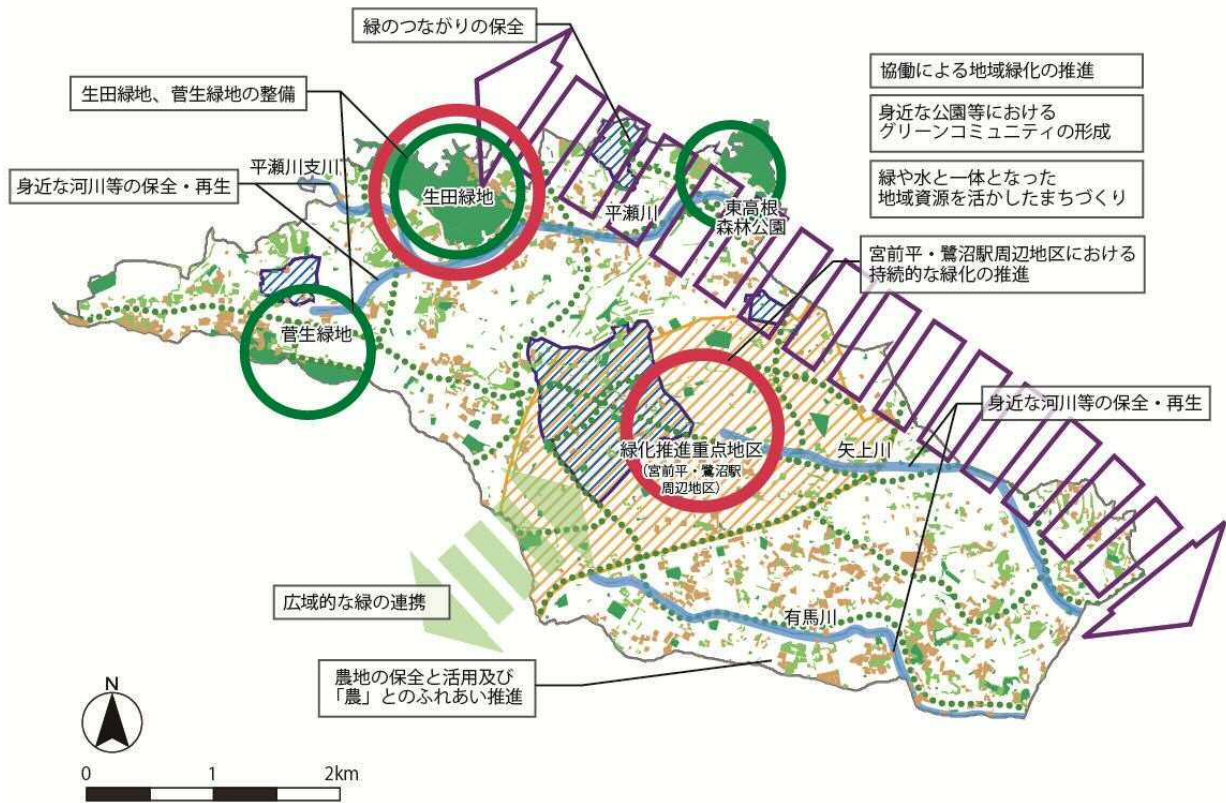 緑のつながりの保全
協働による地域緑化の推進
生田緑地、菅生緑地の整備
身近な公園等における
グリーンコミュニティの形成
平瀬川支川
緑や水と一体となった
地域資源を活かしたまちづくり
身近な河川等の保全・再生
生田緑地
平瀬川
東高根
森林公園
宮前平・鷺沼駅周辺地区における
持続的な緑化の推進
菅生緑地
身近な河川等の保全・再生
緑化推進重点地区
(宮前平・鷺沼駅
周辺地区)
矢上川
広域的な緑の連携
有馬川
農地の保全と活用及び
「農」とのふれあい推進
N
0 1 2km